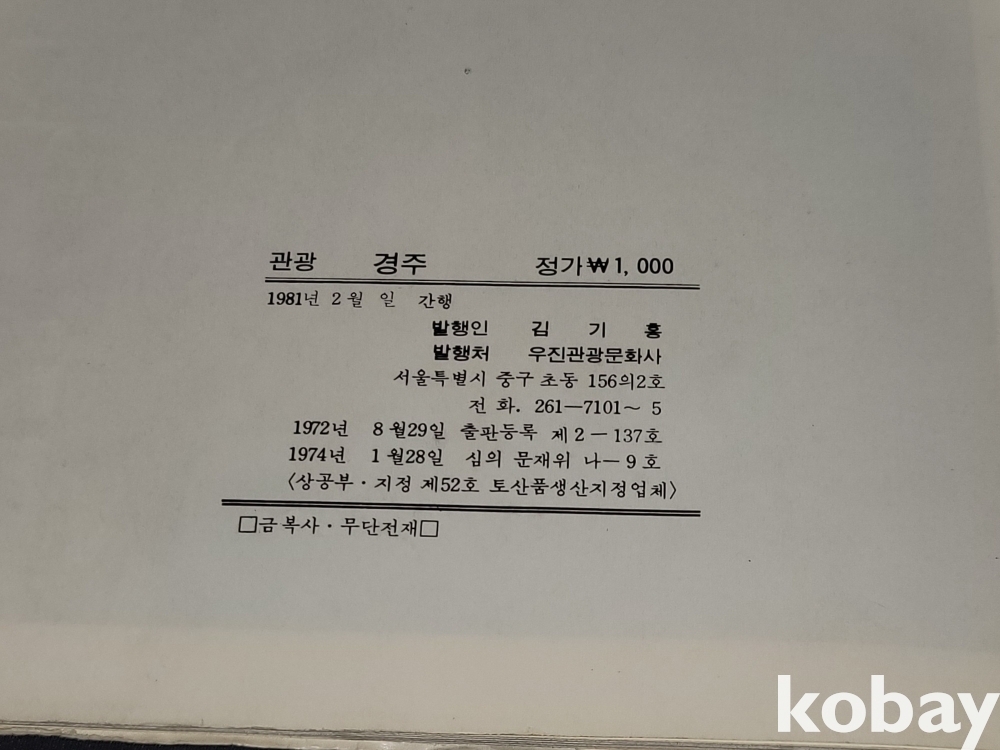 관광 경주 정가₩1,000
1981년 2월 일 간행
발행인 김 기 홍
발행처 우진관광문화사
서울특별시 중구 초동 156의2호
전 화. 261—7101~ 5
1972년 8월29일 출판등록 제2—137호
1974년 1월28일 심의 문재위 나—9호
〈상공부·지정 제52호 토산품생산지정업체〉
□금복사·무단전재□
kobay